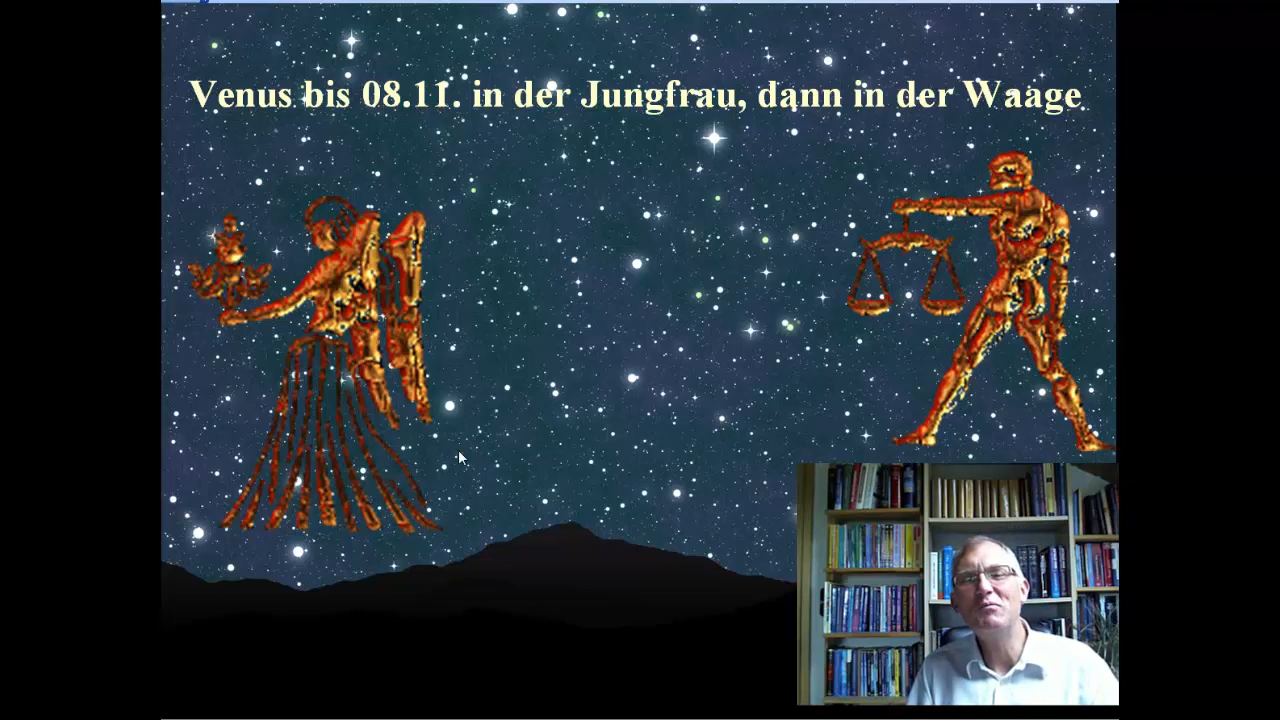 Venus bis 08.11. in der Jungfrau, dann in der Waage